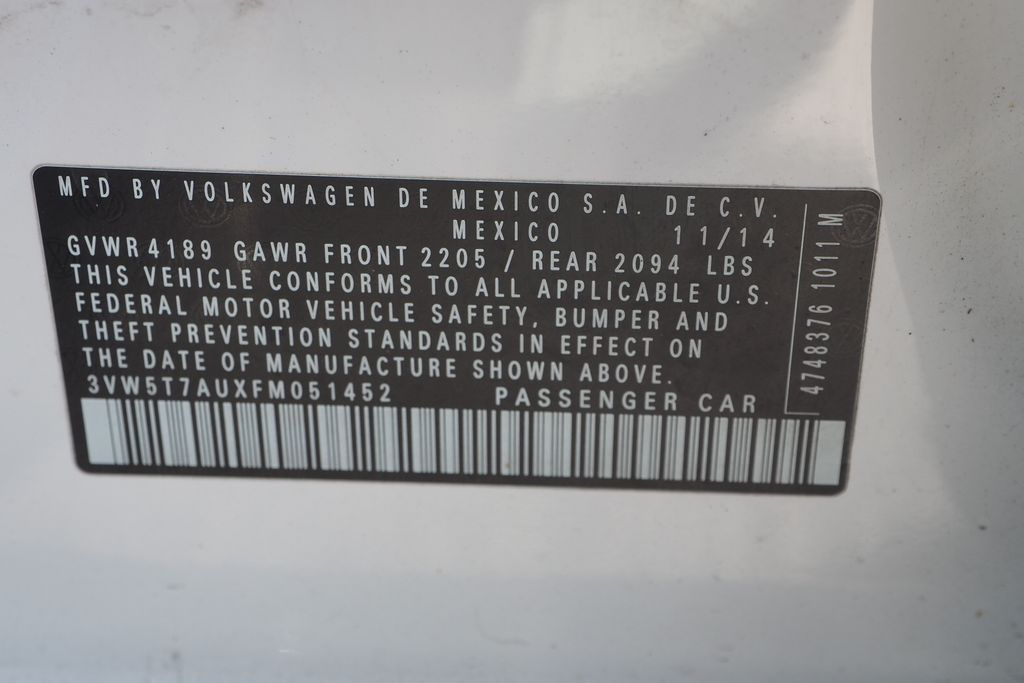 MFD BY VOLKSWAGEN DE MEXICO S.A. DE C.V.
MEXICO 11/14
GVWR 4189 GAWR FRONT 2205 / REAR 2094 LBS
THIS VEHICLE CONFORMS TO ALL APPLICABLE U.S.
FEDERAL MOTOR VEHICLE SAFETY, BUMPER AND
THEFT PREVENTION STANDARDS IN EFFECT ON
THE DATE OF MANUFACTURE SHOWN ABOVE.
3VW5T7AUXFM051452 PASSENGER CAR
4748376 1011 M